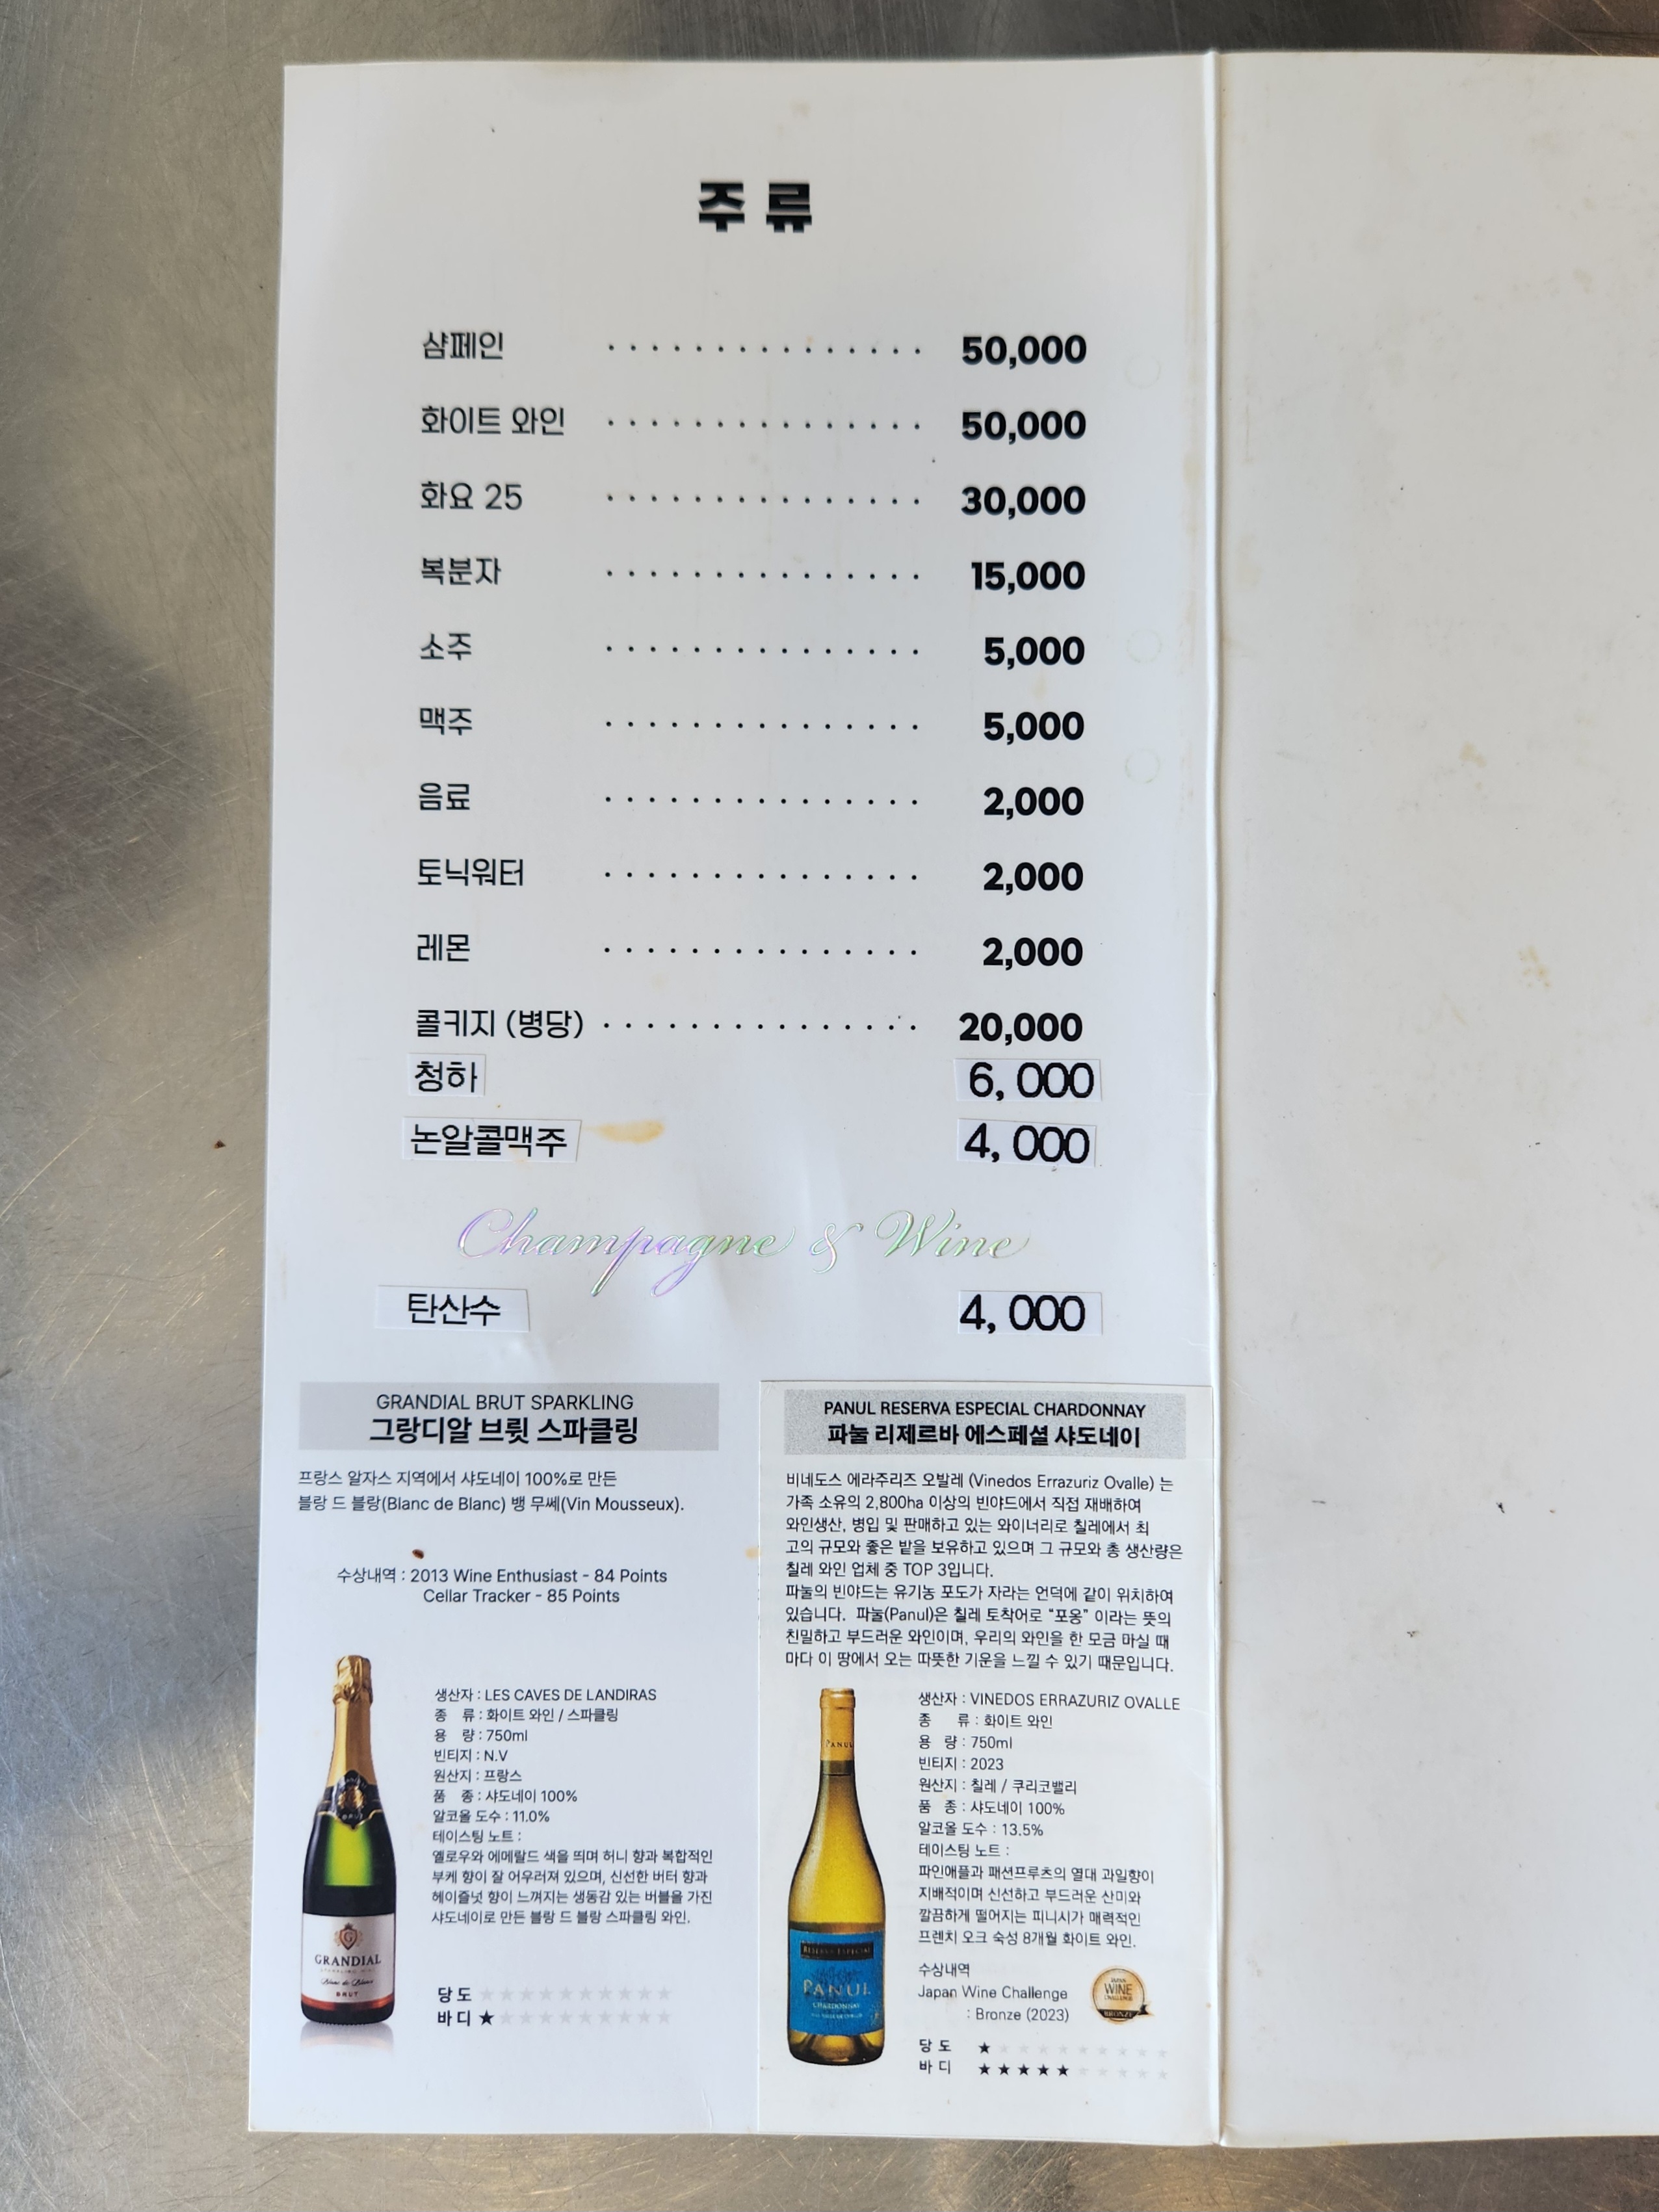 주류
샴페인 ··············· 50,000
화이트 와인 ··············· 50,000
화요 25 ··············· 30,000
복분자 ··············· 15,000
소주 ··············· 5,000
맥주 ··············· 5,000
음료 ··············· 2,000
토닉워터 ··············· 2,000
레몬 ··············· 2,000
콜키지 (병당) ··············· 20,000
청하 6,000
논알콜맥주 4,000
Champagne & Wine
탄산수 4,000
GRANDIAL BRUT SPARKLING
그랑디알 브륏 스파클링
프랑스 알자스 지역에서 샤도네이 100%로 만든
블랑 드 블랑(Blanc de Blanc) 뱅 무쎄(Vin Mousseux).
수상내역 : 2013 Wine Enthusiast - 84 Points
Cellar Tracker - 85 Points
생산자 : LES CAVES DE LANDIRAS
종 류 : 화이트 와인 / 스파클링
용 량 : 750ml
빈티지 : N.V
원산지 : 프랑스
품 종 : 샤도네이 100%
알코올 도수 : 11.0%
테이스팅 노트 :
옐로우와 에메랄드 색을 띄며 허니 향과 복합적인
부케 향이 잘 어우러져 있으며, 신선한 버터 향과
헤이즐넛 향이 느껴지는 생동감 있는 버블을 가진
샤도네이로 만든 블랑 드 블랑 스파클링 와인.
GRANDIAL
Blanc de Blancs
BRUT
당도 ★★★★★★★★★★
바디 ★★★★★★★★★★
PANUL RESERVA ESPECIAL CHARDONNAY
파눌 리제르바 에스페셜 샤도네이
비네도스 에라주리즈 오발레 (Vinedos Errazuriz Ovalle) 는
가족 소유의 2,800ha 이상의 빈야드에서 직접 재배하여
와인생산, 병입 및 판매하고 있는 와이너리로 칠레에서 최
고의 규모와 좋은 밭을 보유하고 있으며 그 규모와 총 생산량은
칠레 와인 업체 중 TOP 3입니다.
파눌의 빈야드는 유기농 포도가 자라는 언덕에 같이 위치하여
있습니다. 파눌(Panul)은 칠레 토착어로 "포옹" 이라는 뜻의
친밀하고 부드러운 와인이며, 우리의 와인을 한 모금 마실 때
마다 이 땅에서 오는 따뜻한 기운을 느낄 수 있기 때문입니다.
생산자 : VINEDOS ERRAZURIZ OVALLE
종 류 : 화이트 와인
용 량 : 750ml
빈티지 : 2023
원산지 : 칠레 / 쿠리코밸리
품 종 : 샤도네이 100%
알코올 도수 : 13.5%
테이스팅 노트 :
파인애플과 패션프루츠의 열대 과일향이
지배적이며 신선하고 부드러운 산미와
깔끔하게 떨어지는 피니시가 매력적인
프렌치 오크 숙성 8개월 화이트 와인.
수상내역
Japan Wine Challenge
: Bronze (2023)
JAPAN
WINE
CHALLENGE
BRONZE
PANUL
RESERVA ESPECIAL
PANUL
CHARDONNAY
당도 ★★★★★★★★★★
바디 ★★★★★★★★★★